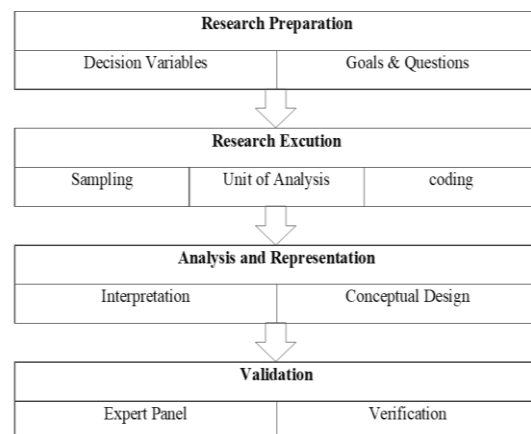 Research Preparation
Decision Variables Goals & Questions
Research Excution
Sampling Unit of Analysis coding
Analysis and Representation
Interpretation Conceptual Design
Validation
Expert Panel Verification